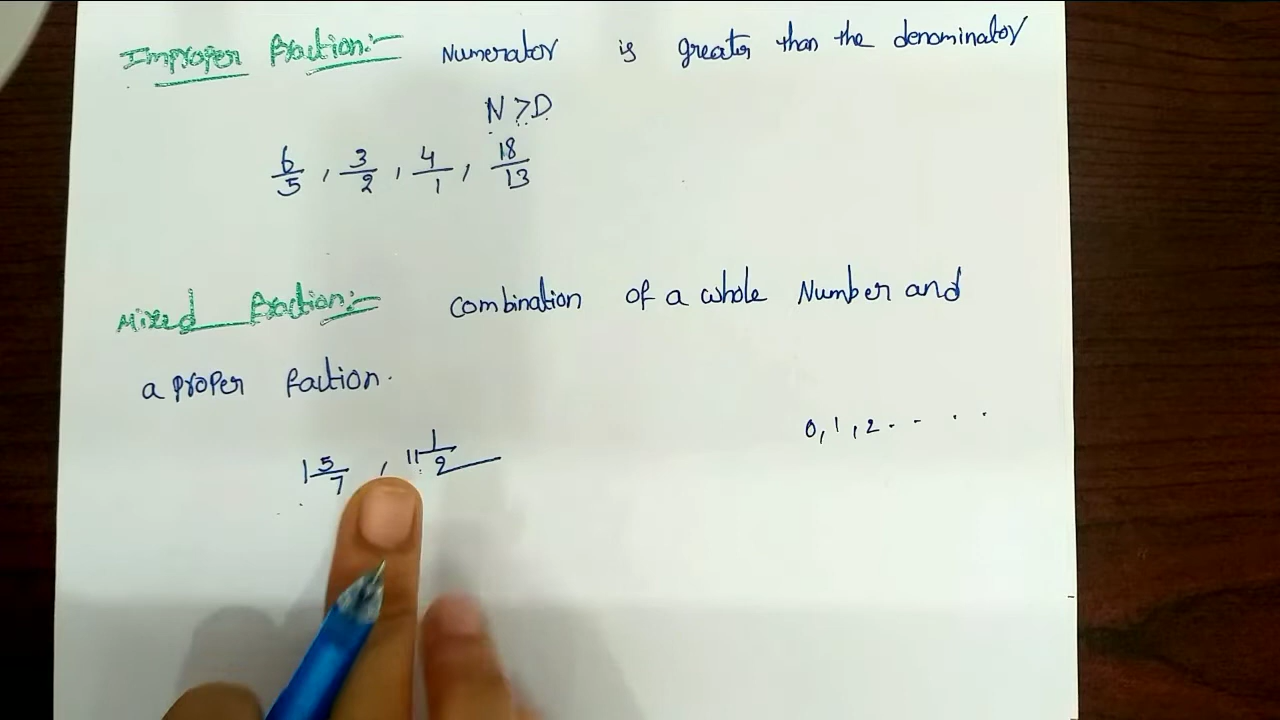 Improper Fraction:- Numerator is greater than the denominator
N > D
6/5, 3/2, 4/1, 18/13
Mixed Fraction:- combination of a whole Number and
a proper faction.
0, 1, 2 - - . .
1 5/7, 11 1/2